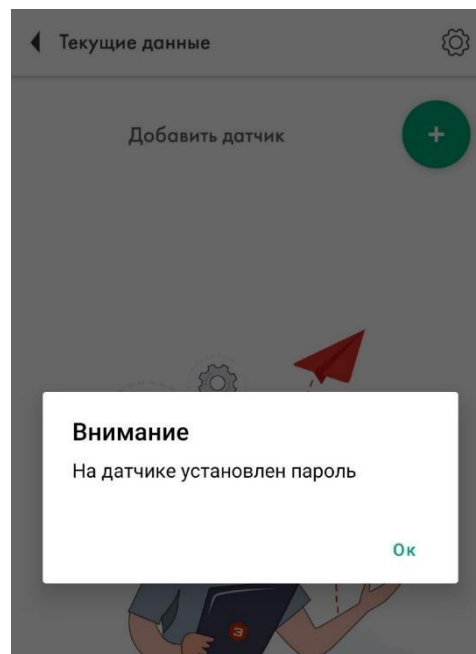 Текущие данные
Добавить датчик
+
Внимание
На датчике установлен пароль
Ок
э